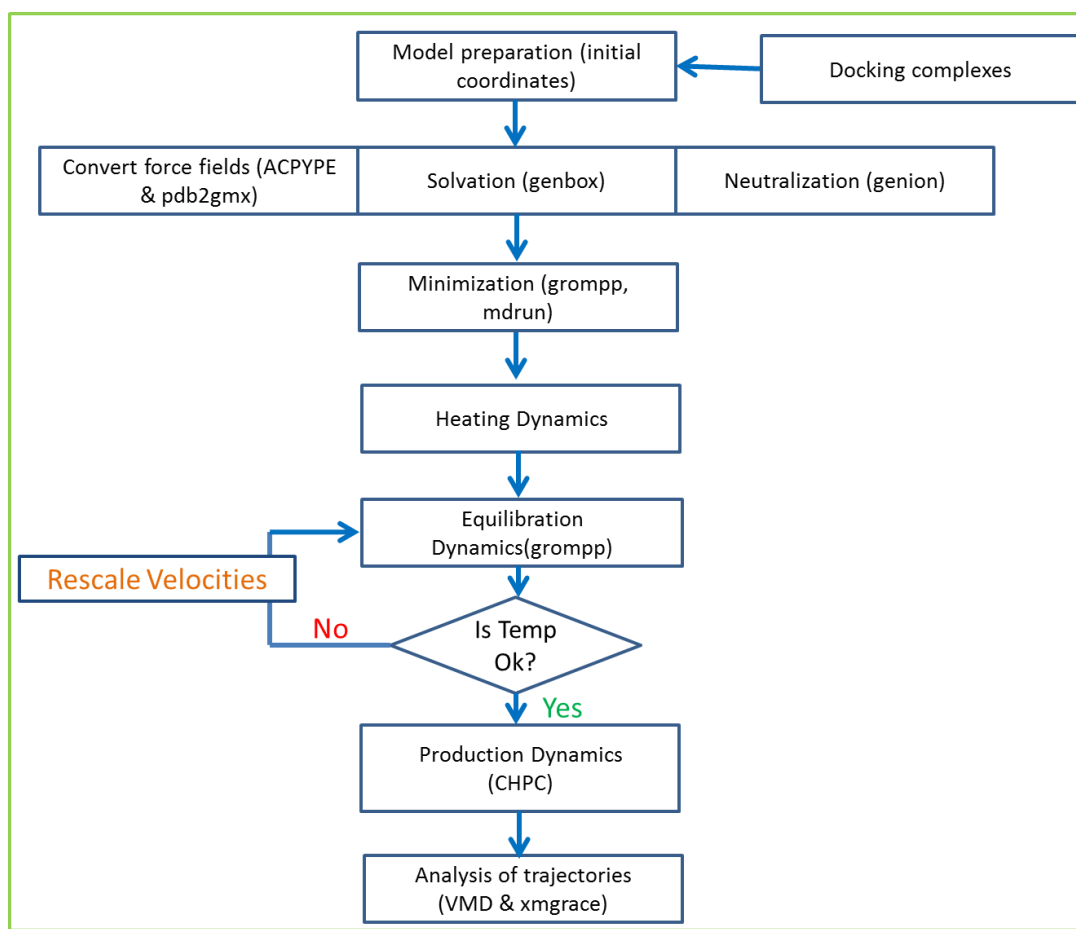 Model preparation (initial
coordinates)
Docking complexes
Convert force fields (ACPYPE
& pdb2gmx)
Solvation (genbox)
Neutralization (genion)
Minimization (grompp,
mdrun)
Heating Dynamics
Equilibration
Dynamics(grompp)
Rescale Velocities
No
Is Temp
Ok?
Yes
Production Dynamics
(CHPC)
Analysis of trajectories
(VMD & xmgrace)